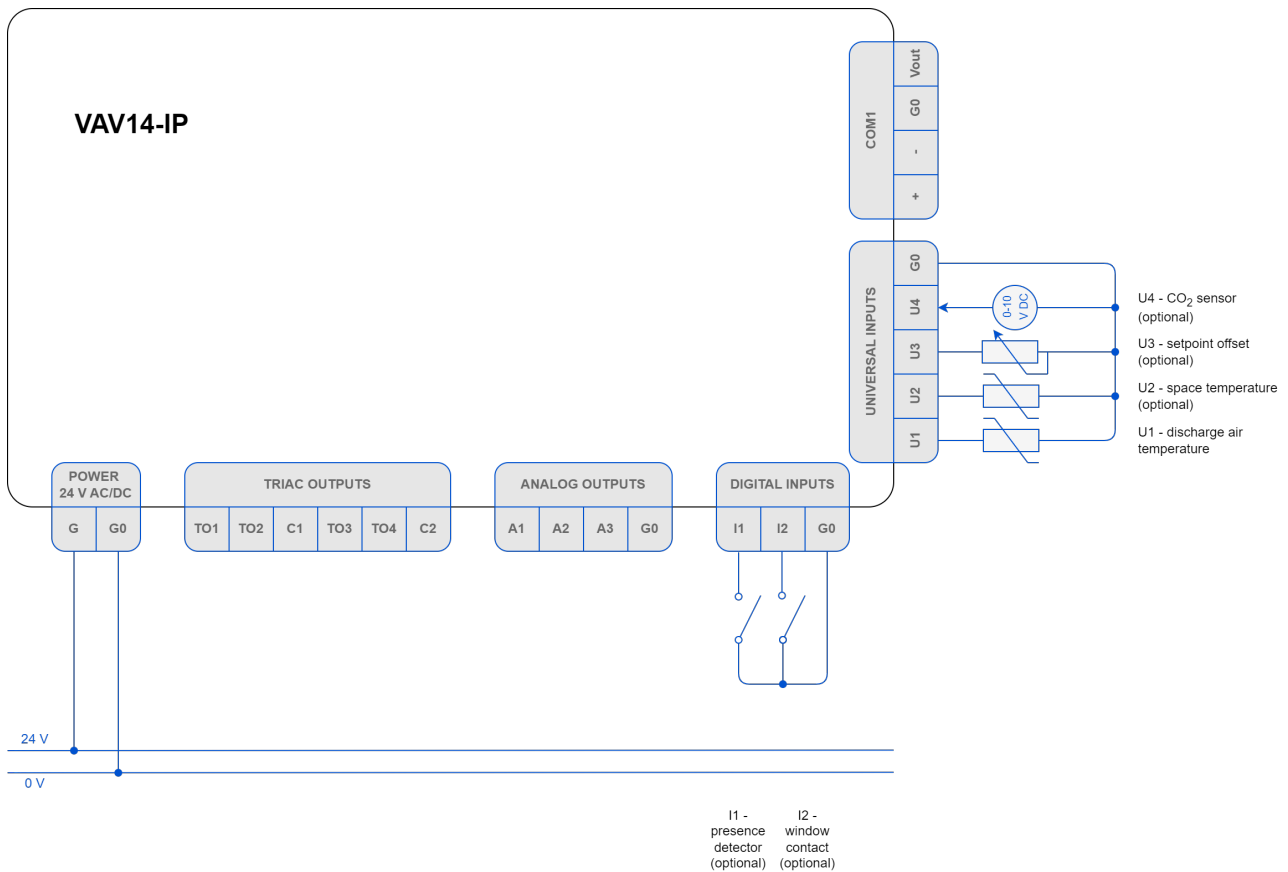 VAV14-IP
COM1
Vout
G0
-
+
UNIVERSAL INPUTS
G0
U4
U3
U2
U1
0-10
V DC
U4 - CO₂ sensor
(optional)
U3 - setpoint offset
(optional)
U2 - space temperature
(optional)
U1 - discharge air
temperature
POWER
24 V AC/DC
G G0
TRIAC OUTPUTS
TO1 TO2 C1 TO3 TO4 C2
ANALOG OUTPUTS
A1 A2 A3 G0
DIGITAL INPUTS
I1 I2 G0
24 V
0 V
I1 -
presence
detector
(optional)
I2 -
window
contact
(optional)